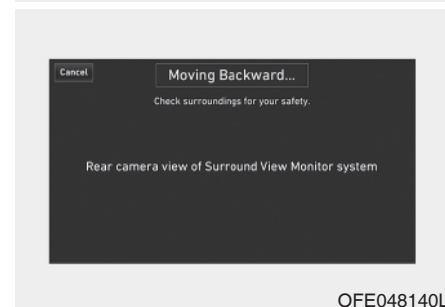 Cancel
Moving Backward...
Check surroundings for your safety.
Rear camera view of Surround View Monitor system
OFE048140L